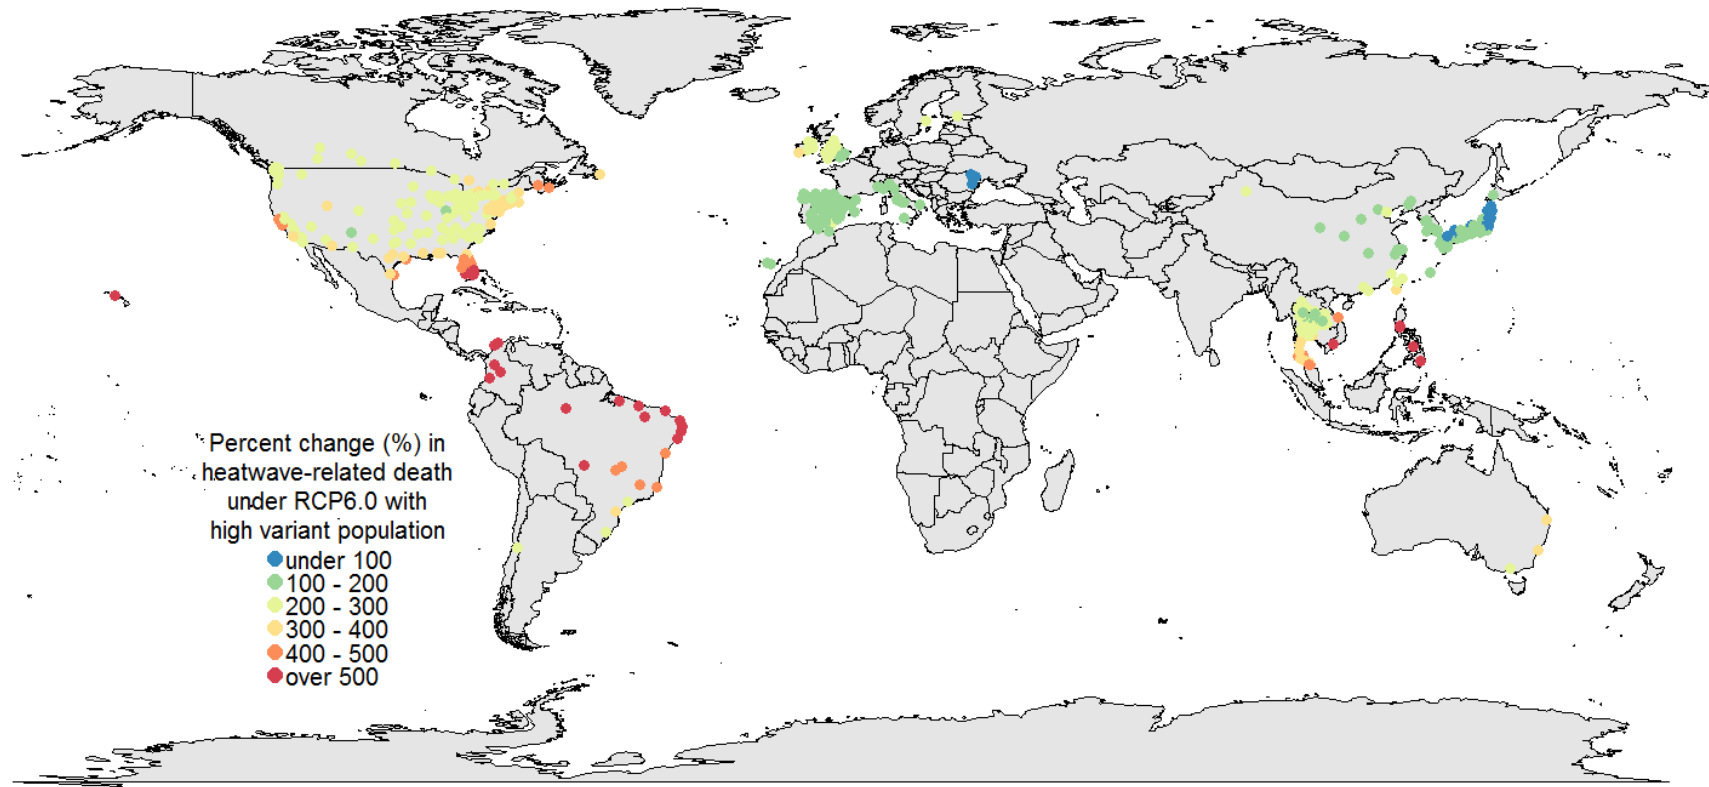 Percent change (%) in
heatwave-related death
under RCP6.0 with
high variant population
under 100
100 - 200
200 - 300
300 - 400
400 - 500
over 500